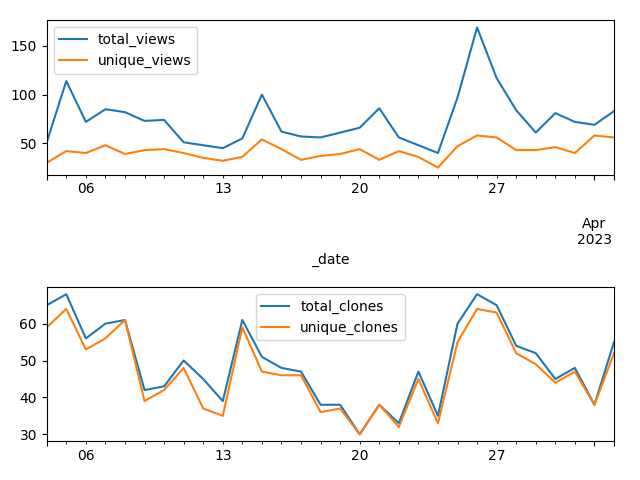 150
100
50
total_views
unique_views
06
13
20
27
Apr
2023
_date
60
50
40
30
total_clones
unique_clones
06
13
20
27